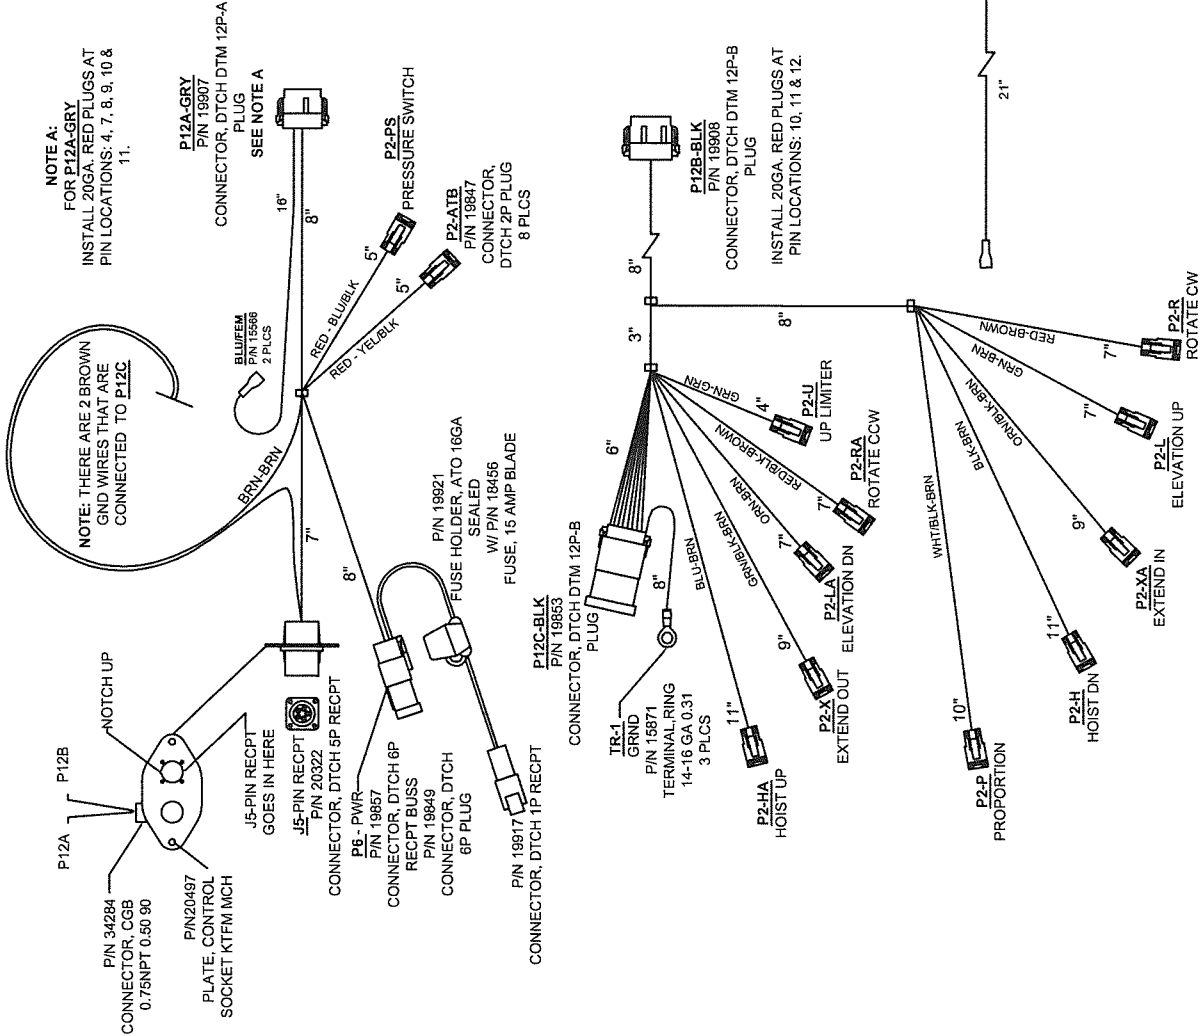 NOTE A:
FOR P12A-GRY
INSTALL 20GA. RED PLUGS AT
PIN LOCATIONS: 4, 7, 8, 9, 10 &
11.
P12A-GRY
P/N 19907
CONNECTOR, DTCH DTM 12P-A
PLUG
SEE NOTE A
NOTE: THERE ARE 2 BROWN
GND WIRES THAT ARE
CONNECTED TO P12C
BLU/FEM
P/N 15566
2 PLCS
16"
8"
P2-PS
PRESSURE SWITCH
5"
RED - BLU/BLK
P2-ATB
P/N 19847
CONNECTOR,
DTCH 2P PLUG
8 PLCS
5"
RED - YEL/BLK
BRN-BRN
7"
8"
P/N 19921
FUSE HOLDER, ATO 16GA
SEALED
W/ P/N 18456
FUSE, 15 AMP BLADE
P12A
P12B
NOTCH UP
P/N 34284
CONNECTOR, CGB
0.75NPT 0.50 90
P/N20497
PLATE, CONTROL
SOCKET KTFM MCH
J5-PIN RECPT
GOES IN HERE
J5-PIN RECPT
P/N 20322
CONNECTOR, DTCH 5P RECPT
P6 - PWR
P/N 19857
CONNECTOR, DTCH 6P
RECPT BUSS
P/N 19849
CONNECTOR, DTCH
6P PLUG
P/N 19917
CONNECTOR, DTCH 1P RECPT
P12B-BLK
P/N 19908
CONNECTOR, DTCH DTM 12P-B
PLUG
INSTALL 20GA. RED PLUGS AT
PIN LOCATIONS: 10, 11 & 12.
8"
3"
8"
P12C-BLK
P/N 19853
CONNECTOR, DTCH DTM 12P-B
PLUG
6"
TR-1
GRND
P/N 15871
TERMINAL,RING
14-16 GA 0.31
3 PLCS
8"
GRN-GRN
4"
P2-U
UP LIMITER
RED/BLK-BROWN
7"
P2-RA
ROTATE CCW
ORN-BRN
7"
P2-LA
ELEVATION DN
GRN/BLK-BRN
9"
P2-X
EXTEND OUT
BLU-BRN
11"
P2-HA
HOIST UP
21"
RED-BROWN
7"
P2-R
ROTATE CW
GRN-BRN
7"
P2-L
ELEVATION UP
ORN/BLK-BRN
9"
P2-XA
EXTEND IN
BLK-BRN
11"
P2-H
HOIST DN
WHT/BLK-BRN
10"
P2-P
PROPORTION